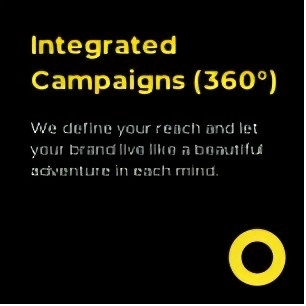 Integrated
Campaigns (360°)
We define your reach and let
your brand live like a beautiful
adventure in each mind.